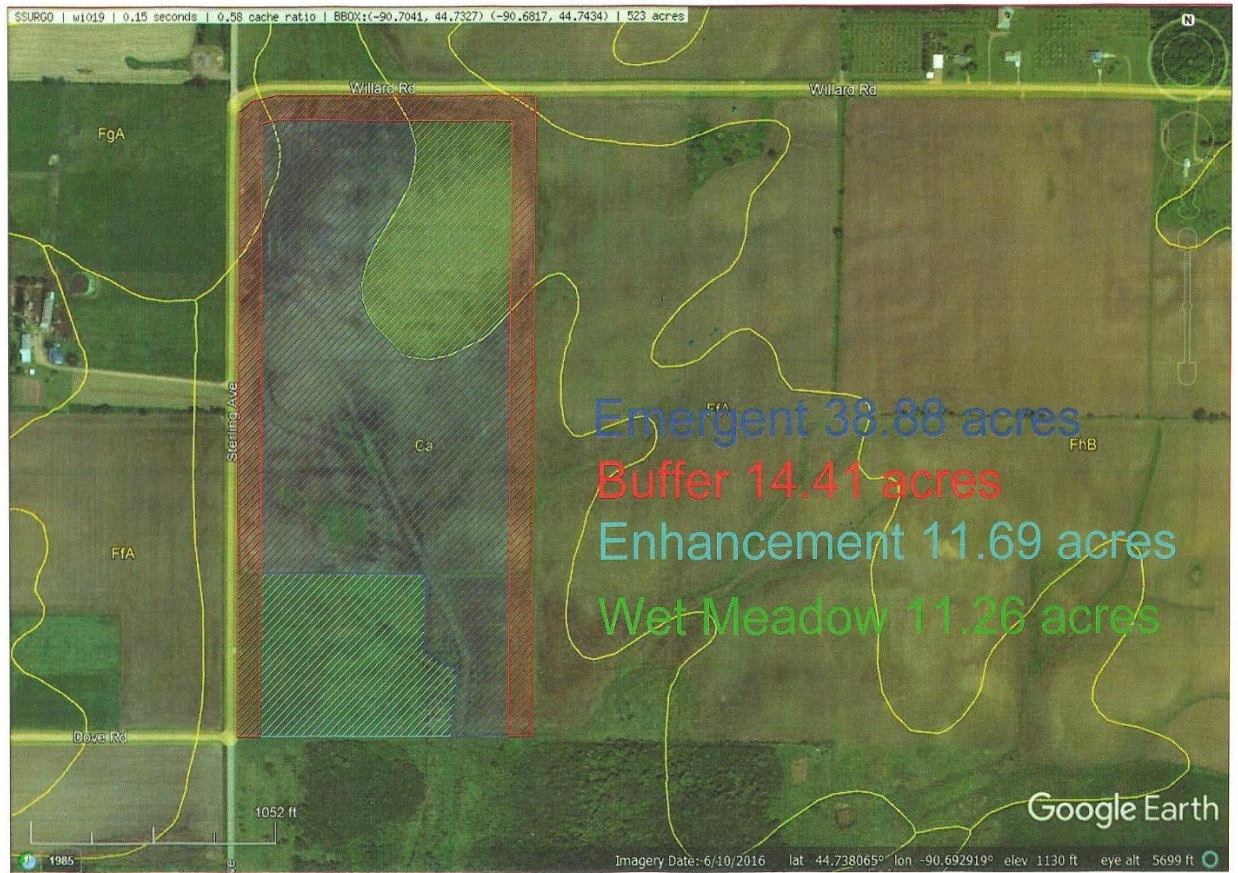 SSURGO | wi019 | 0.15 seconds | 0.58 cache ratio | BBOX:(-90.7041, 44.7327) (-90.6817, 44.7434) | 523 acres
N
Willard Rd
Willard Rd
FgA
Sterling Ave
Ca
FfA
Emergent 38.88 acres
FhB
Buffer 14.41 acres
Enhancement 11.69 acres
FfA
Wet Meadow 11.26 acres
Dove Rd
1052 ft
Google Earth
1985
Imagery Date: 6/10/2016 lat 44.738065° lon -90.692919° elev 1130 ft eye alt 5699 ft